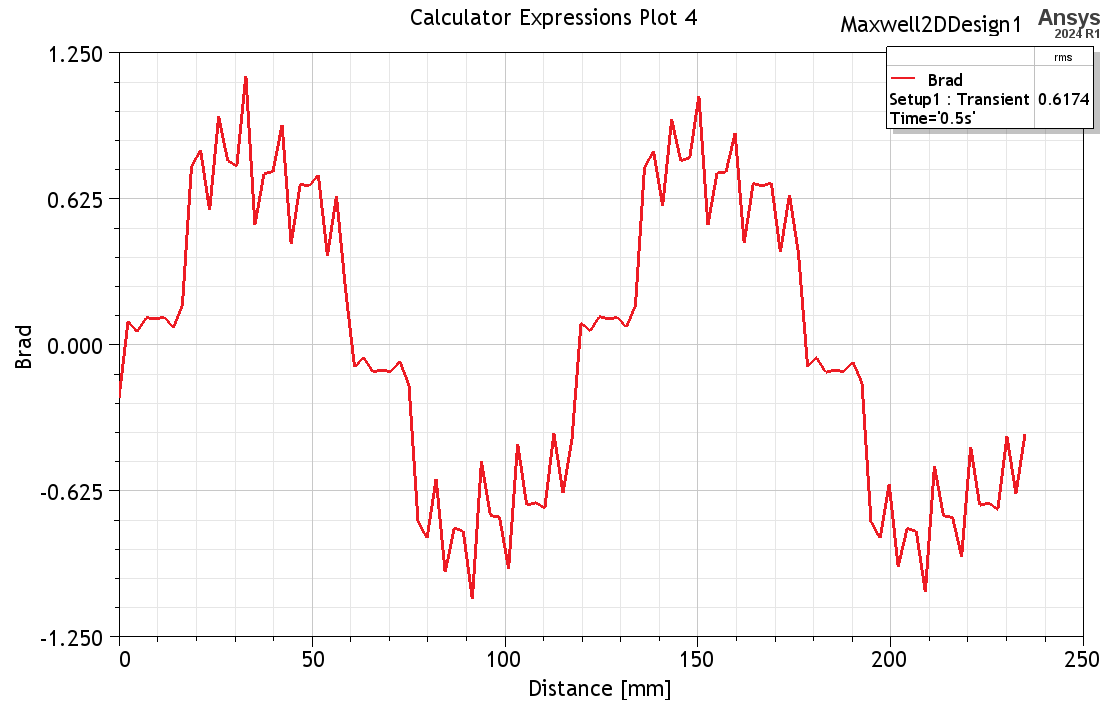 Calculator Expressions Plot 4
Maxwell2DDesign1
Ansys
2024 R1
rms
Brad
Setup1 : Transient 0.6174
Time='0.5s'
1.250
0.625
0.000
-0.625
-1.250
Brad
0 50 100 150 200 250
Distance [mm]